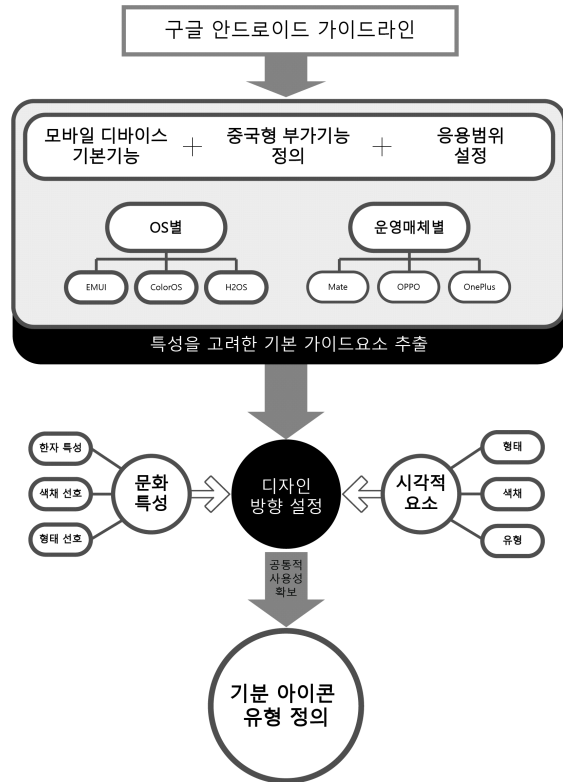 구글 안드로이드 가이드라인
모바일 디바이스 + 중국형 부가기능 + 응용범위
기본기능 정의 설정
OS별 운영매체별
EMUI ColorOS H2OS Mate OPPO OnePlus
특성을 고려한 기본 가이드요소 추출
한자 특성
색채 선호
형태 선호
문화
특성
디자인
방향 설정
시각적
요소
형태
색채
유형
공통적
사용성
확보
기분 아이콘
유형 정의